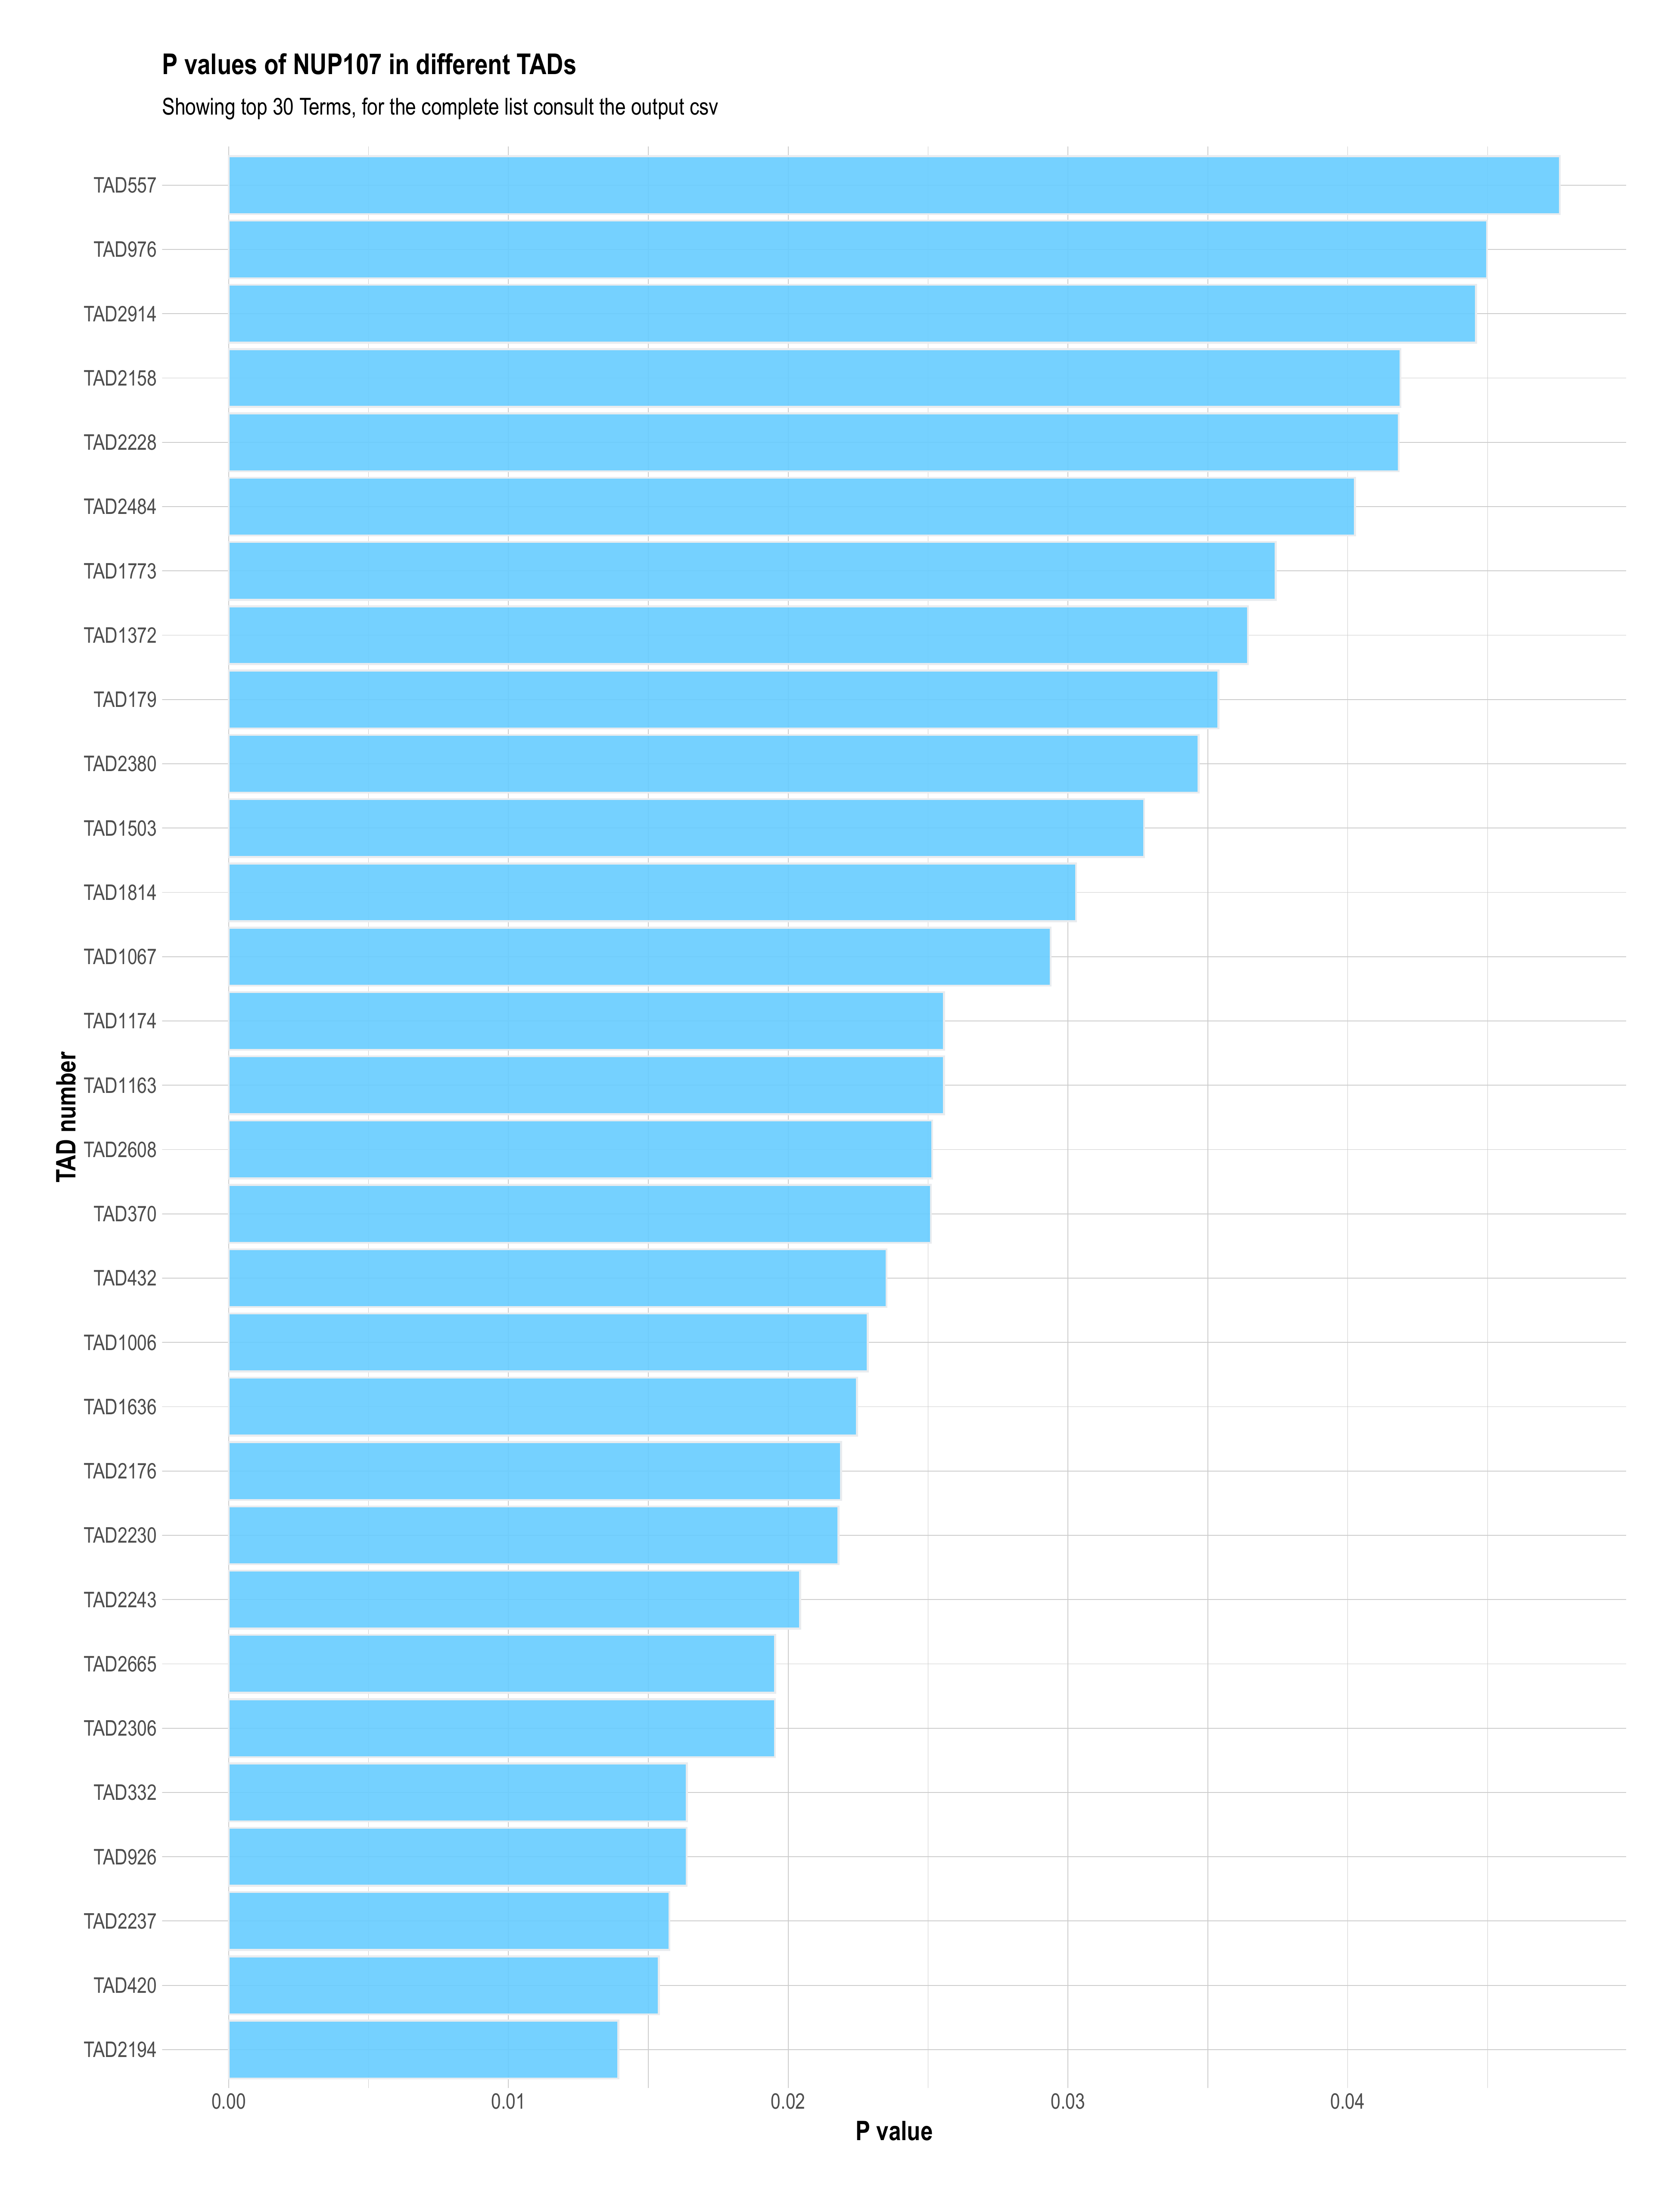 P values of NUP107 in different TADs
Showing top 30 Terms, for the complete list consult the output csv
TAD557
TAD976
TAD2914
TAD2158
TAD2228
TAD2484
TAD1773
TAD1372
TAD179
TAD2380
TAD1503
TAD1814
TAD1067
TAD1174
TAD1163
TAD2608
TAD370
TAD432
TAD1006
TAD1636
TAD2176
TAD2230
TAD2243
TAD2665
TAD2306
TAD332
TAD926
TAD2237
TAD420
TAD2194
TAD number
0.00 0.01 0.02 0.03 0.04
P value